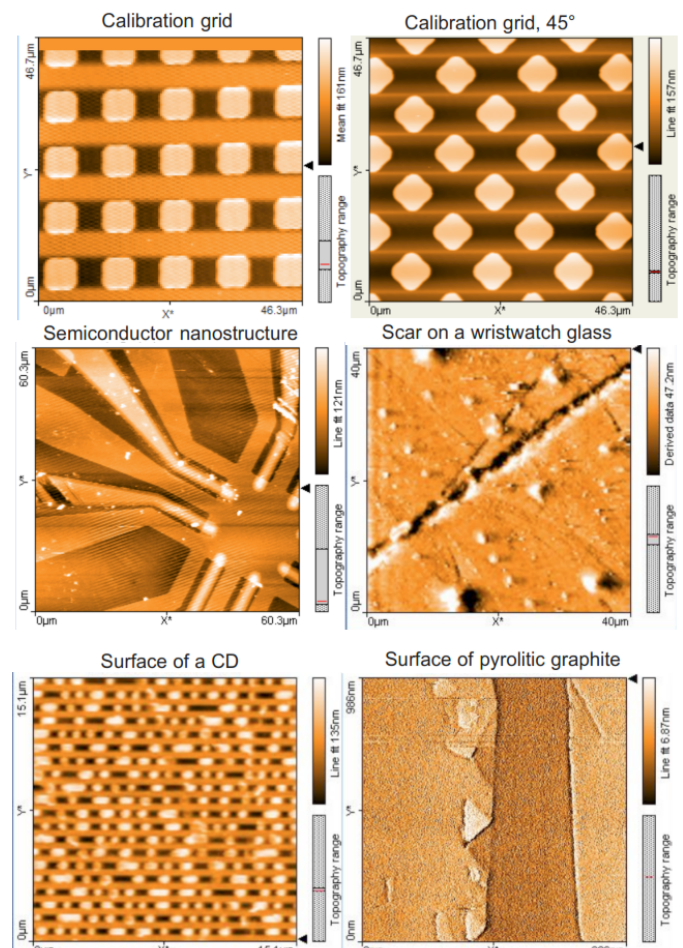 Calibration grid
46.7µm
Y*
0µm
0µm
X*
46.3µm
Mean fit 161nm
Topography range
Calibration grid, 45°
46.7µm
Y*
0µm
0µm
X*
46.3µm
Line fit 157nm
Topography range
Semiconductor nanostructure
60.3µm
Y*
0µm
0µm
X*
60.3µm
Line fit 121nm
Topography range
Scar on a wristwatch glass
40µm
Y*
0µm
0µm
X*
40µm
Derived data 47.2nm
Topography range
Surface of a CD
15.1µm
Y*
0µm
0µm
X*
Line fit 135nm
Topography range
Surface of pyrolitic graphite
986nm
Y*
0nm
X*
Line fit 6.87nm
Topography range